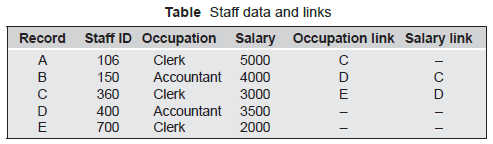 Table Staff data and links
Record Staff ID Occupation Salary Occupation link Salary link
A 106 Clerk 5000 C –
B 150 Accountant 4000 D C
C 360 Clerk 3000 E D
D 400 Accountant 3500 – –
E 700 Clerk 2000 – –